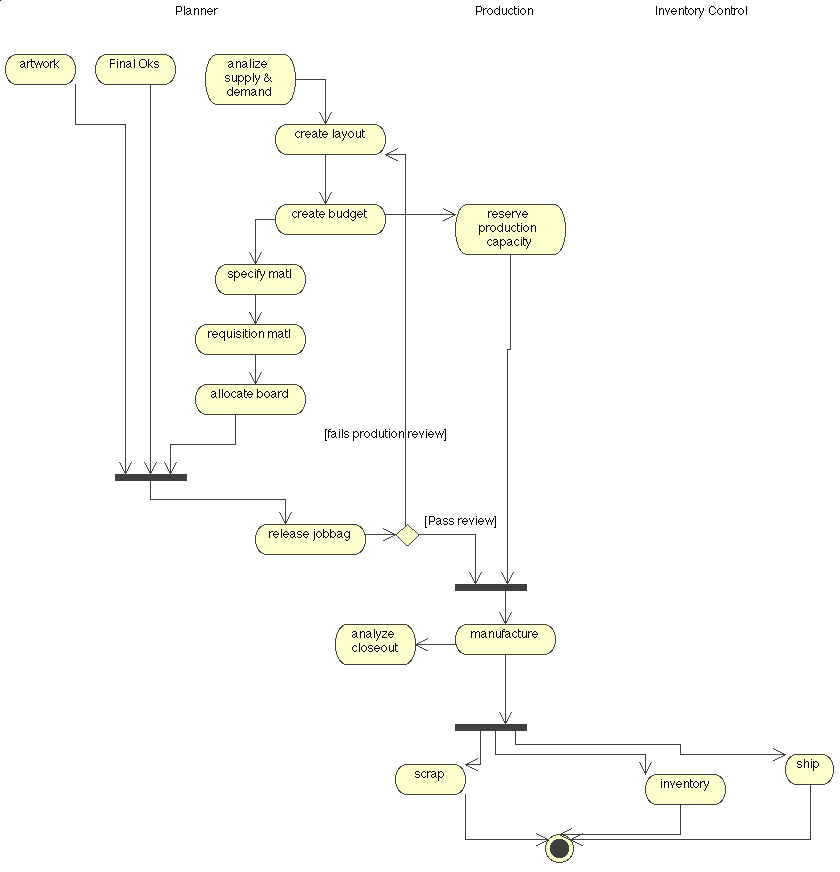 Planner
Production
Inventory Control
artwork
Final Oks
analize
supply &
demand
create layout
create budget
reserve
production
capacity
specify matl
requisition matl
allocate board
[fails prodution review]
[Pass review]
release jobbag
analyze
closeout
manufacture
scrap
inventory
ship